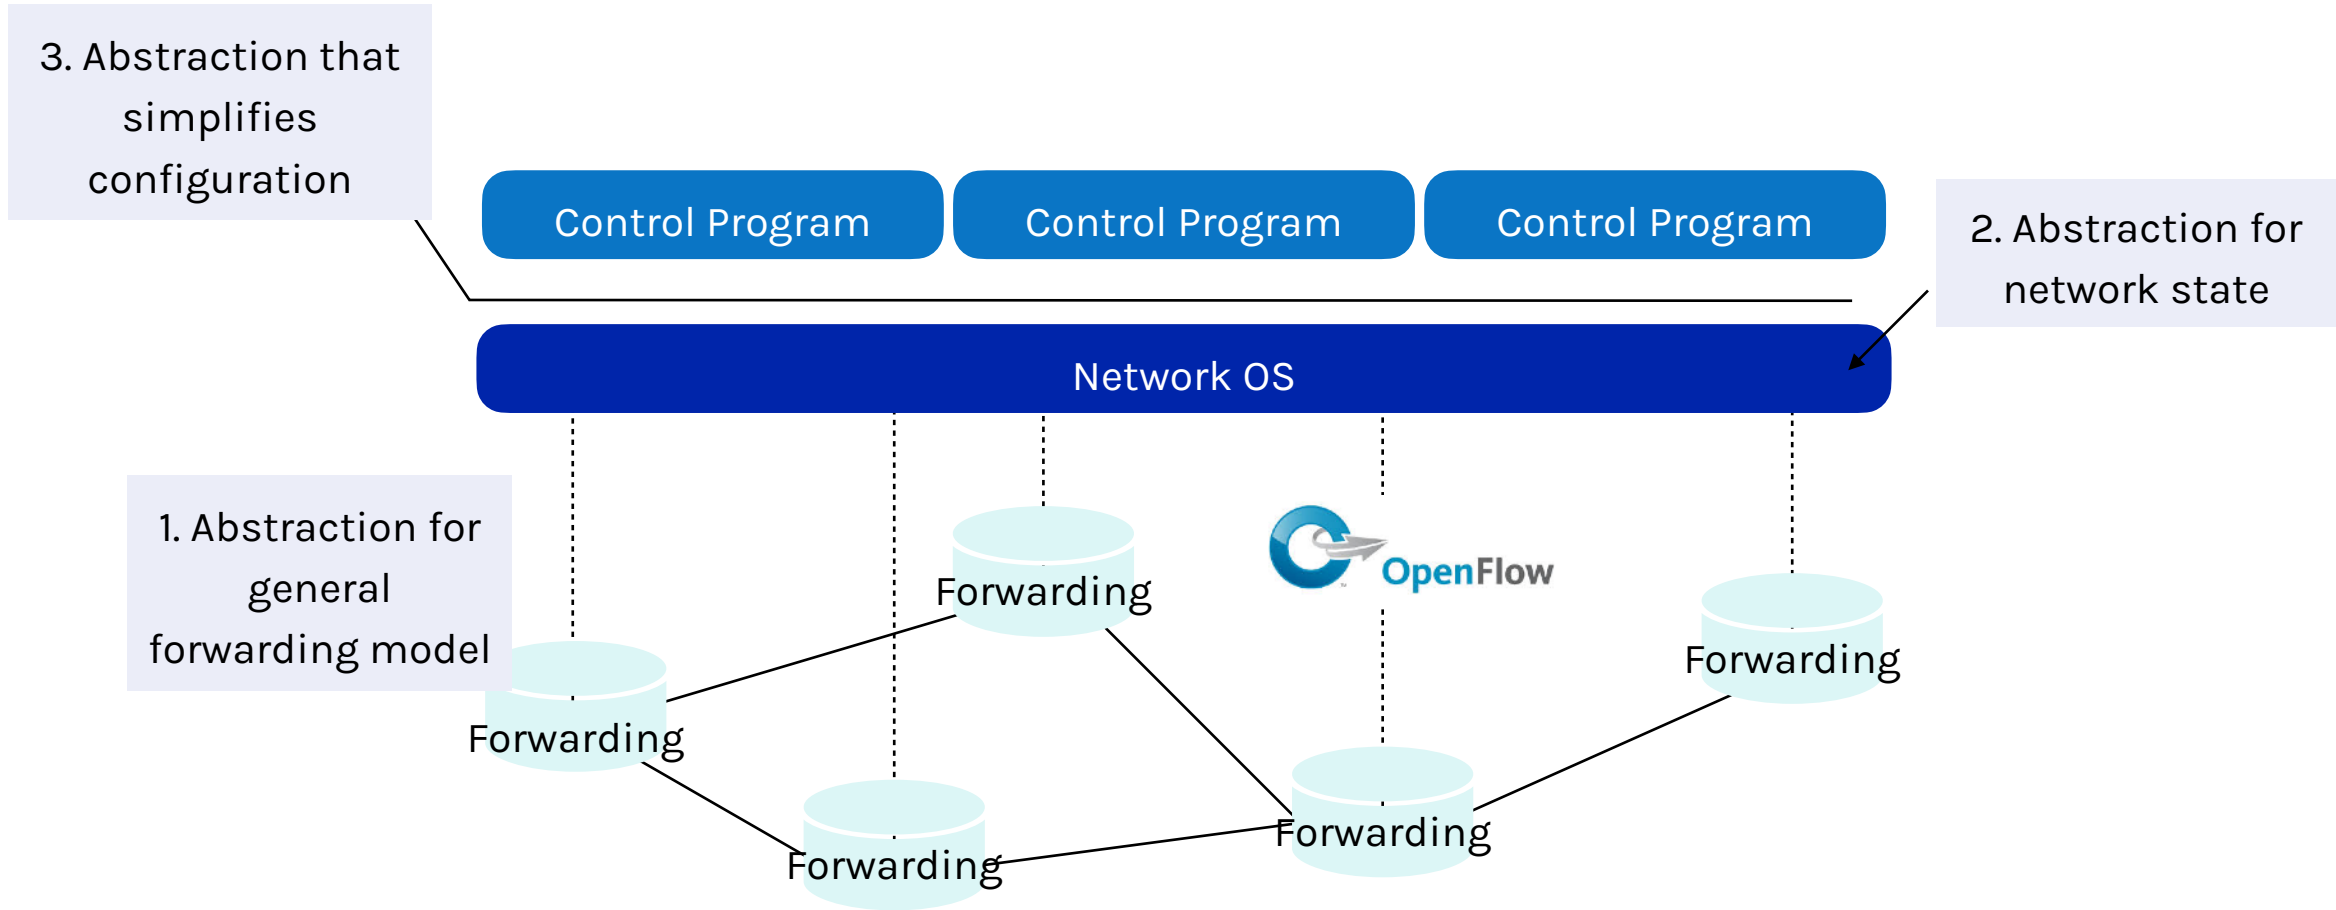 3. Abstraction that
simplifies
configuration
Control Program
Control Program
Control Program
2. Abstraction for
network state
Network OS
1. Abstraction for
general
forwarding model
Forwarding
OpenFlow
Forwarding
Forwarding
Forwarding
Forwarding